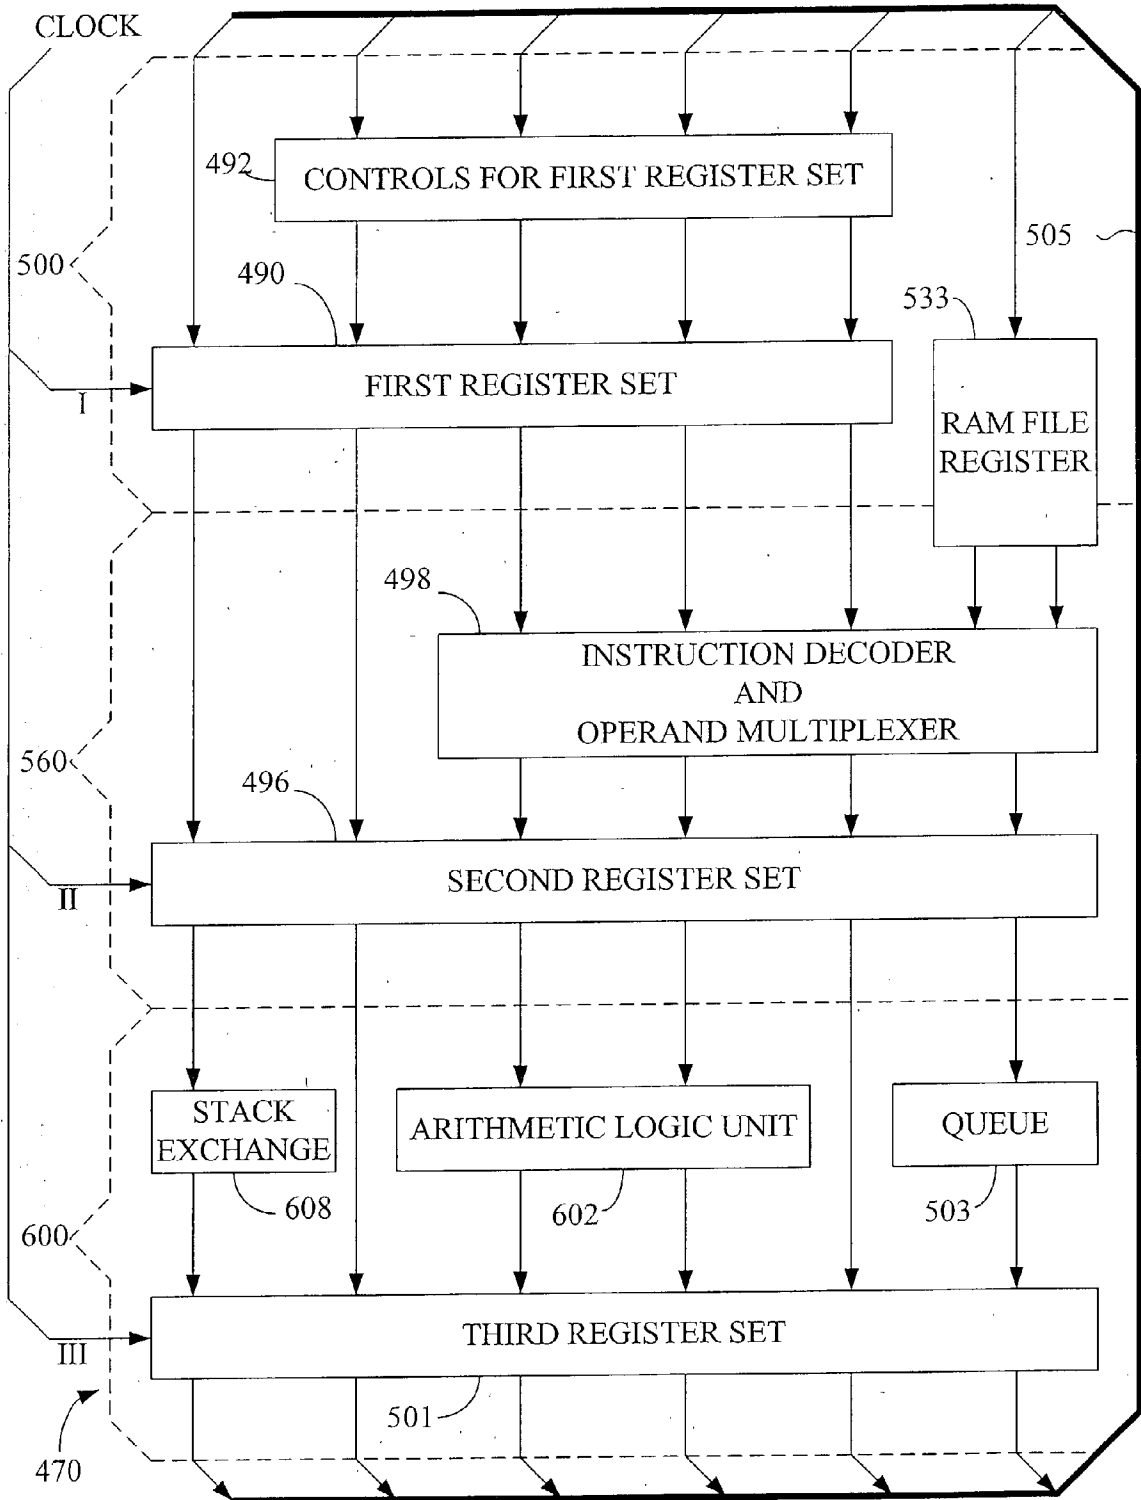 CLOCK
492
CONTROLS FOR FIRST REGISTER SET
505
500
490
533
FIRST REGISTER SET
I
RAM FILE
REGISTER
498
INSTRUCTION DECODER
AND
OPERAND MULTIPLEXER
560
496
SECOND REGISTER SET
II
STACK
EXCHANGE
ARITHMETIC LOGIC UNIT
QUEUE
608
602
503
600
THIRD REGISTER SET
III
501
470